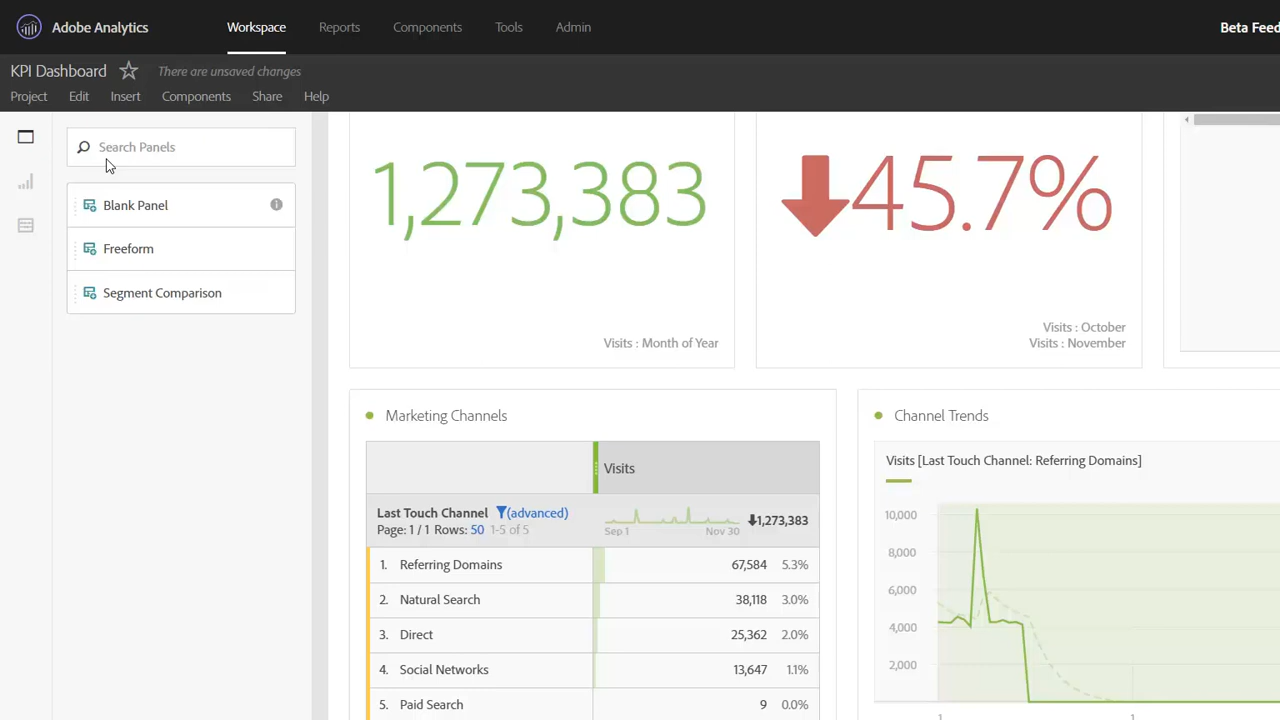 Adobe Analytics Workspace Reports Components Tools Admin Beta Feed
KPI Dashboard There are unsaved changes
Project Edit Insert Components Share Help
Search Panels
Blank Panel
Freeform
Segment Comparison
1,273,383
Visits : Month of Year
45.7%
Visits : October
Visits : November
Marketing Channels
Visits
Last Touch Channel (advanced)
Page: 1 / 1 Rows: 50 1-5 of 5
Sep 1 Nov 30
1,273,383
1. Referring Domains 67,584 5.3%
2. Natural Search 38,118 3.0%
3. Direct 25,362 2.0%
4. Social Networks 13,647 1.1%
5. Paid Search 9 0.0%
Channel Trends
Visits [Last Touch Channel: Referring Domains]
10,000
8,000
6,000
4,000
2,000
1 1